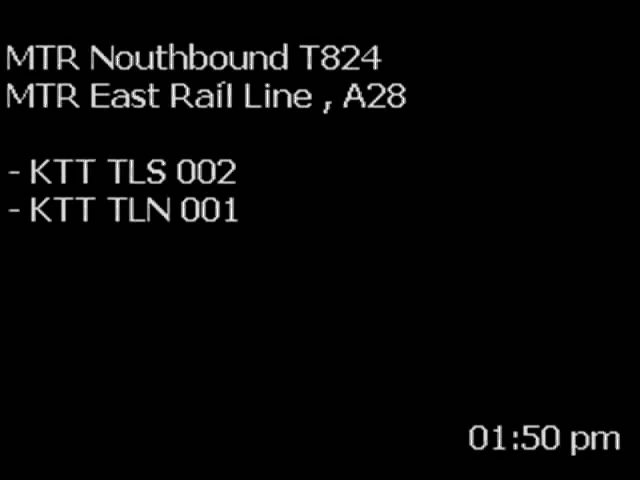 MTR Nouthbound T824
MTR East Rail Line , A28
- KTT TLS 002
- KTT TLN 001
01:50 pm